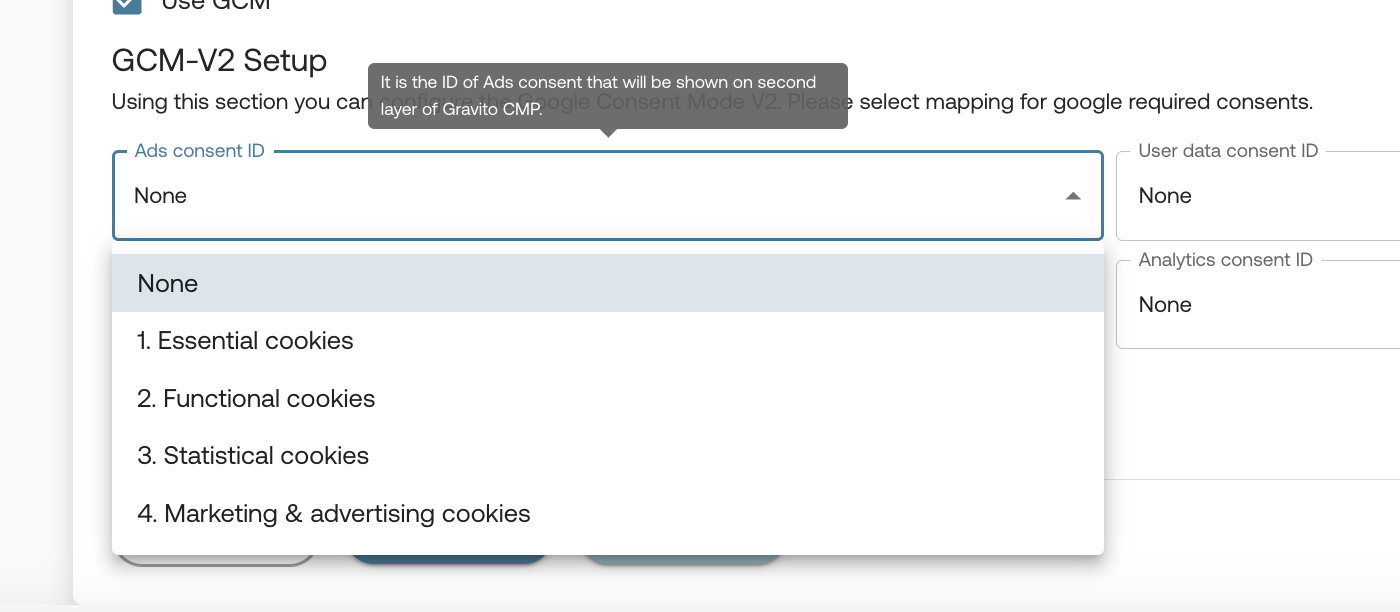 Use GCM
GCM-V2 Setup
It is the ID of Ads consent that will be shown on second
layer of Gravito CMP.
Using this section you can configure the Google Consent Mode V2. Please select mapping for google required consents.
Ads consent ID
None
User data consent ID
None
Analytics consent ID
None
None
1. Essential cookies
2. Functional cookies
3. Statistical cookies
4. Marketing & advertising cookies